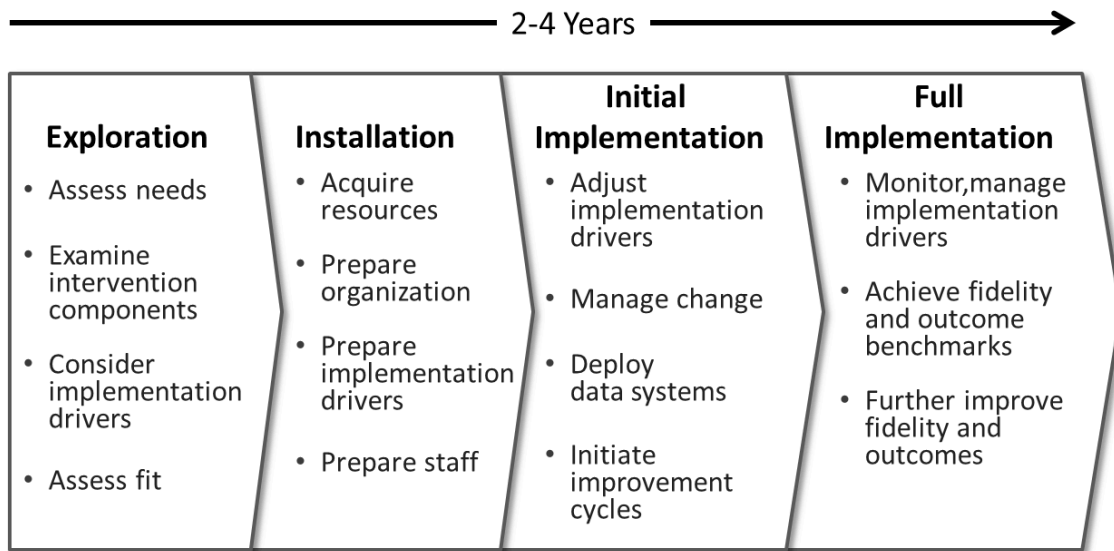 2-4 Years
Exploration
• Assess needs
• Examine
intervention
components
• Consider
implementation
drivers
• Assess fit
Installation
• Acquire
resources
• Prepare
organization
• Prepare
implementation
drivers
• Prepare staff
Initial
Implementation
• Adjust
implementation
drivers
• Manage change
• Deploy
data systems
• Initiate
improvement
cycles
Full
Implementation
• Monitor,manage
implementation
drivers
• Achieve fidelity
and outcome
benchmarks
• Further improve
fidelity and
outcomes